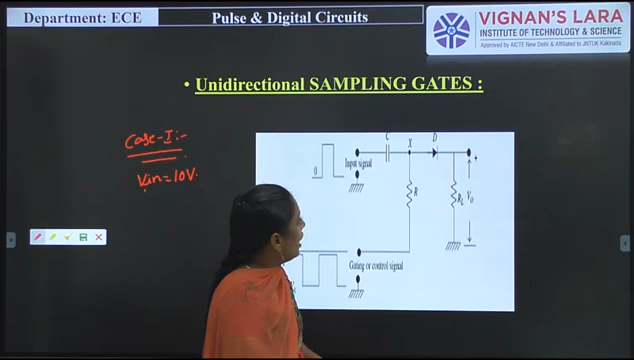 Department: ECE
Pulse & Digital Circuits
VIGNAN'S LARA
INSTITUTE OF TECHNOLOGY & SCIENCE
Approved by AICTE New Delhi & Affiliated to JNTUK Kakinada
• Unidirectional SAMPLING GATES :
Case-I:-
Vin=10V.
C
X
D
0
Input signal
+
R
RL
V0
Gating or control signal